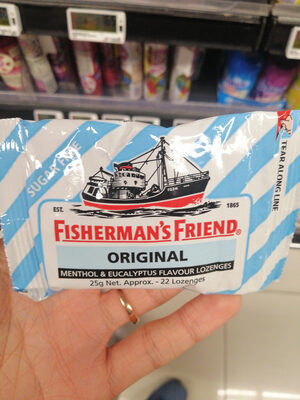 SUGAR FREE
TEAR ALONG LINE
EST. 1865
FISHERMAN'S FRIEND®
ORIGINAL
MENTHOL & EUCALYPTUS FLAVOUR LOZENGES
25g Net. Approx. - 22 Lozenges